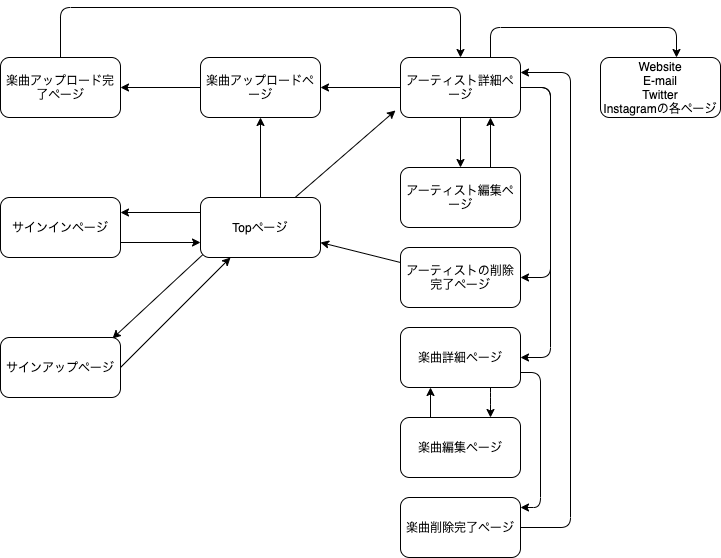 楽曲アップロード完
了ページ
楽曲アップロードペ
ージ
アーティスト詳細ペ
ージ
Website
E-mail
Twitter
Instagramの各ページ
アーティスト編集ペ
ージ
サインインページ
Topページ
アーティストの削除
完了ページ
サインアップページ
楽曲詳細ページ
楽曲編集ページ
楽曲削除完了ページ